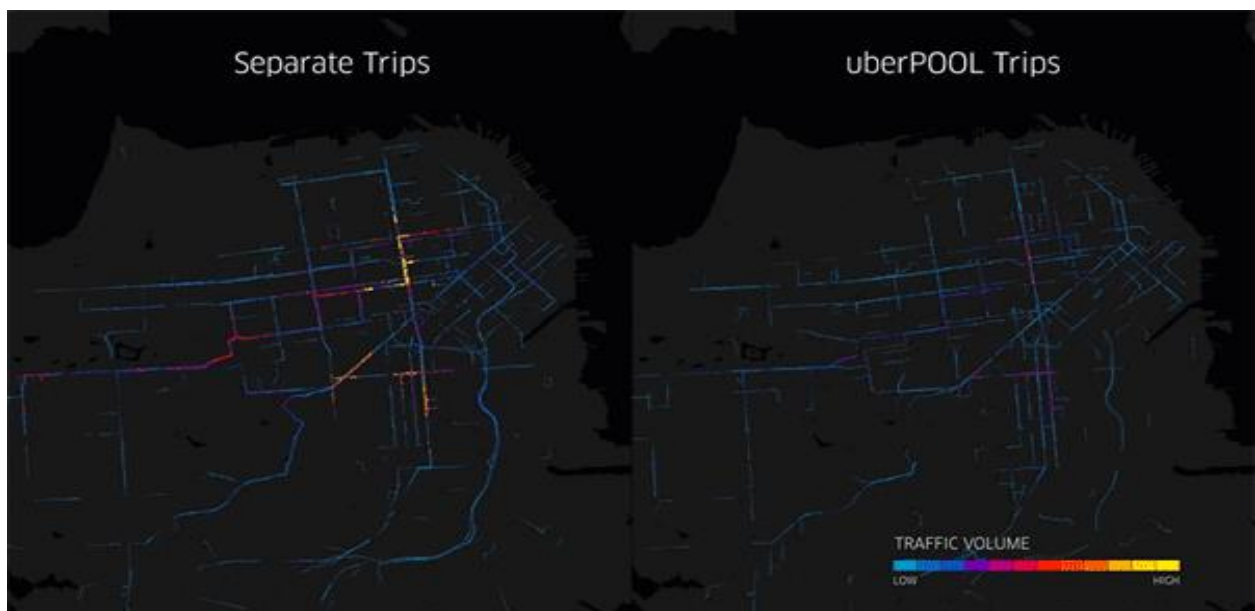 Separate Trips
uberPOOL Trips
TRAFFIC VOLUME
LOW
HIGH